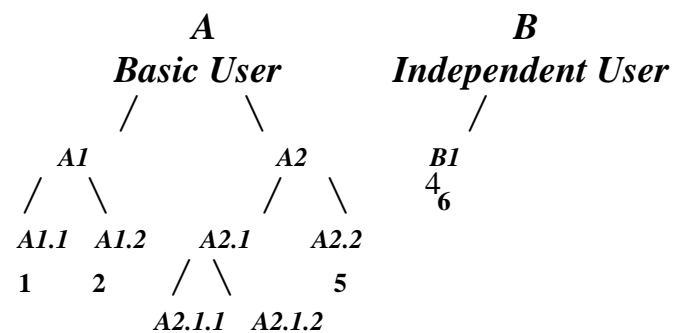 A B
Basic User Independent User
A1 A2 B1
4
6
A1.1 A1.2 A2.1 A2.2
1 2 5
A2.1.1 A2.1.2